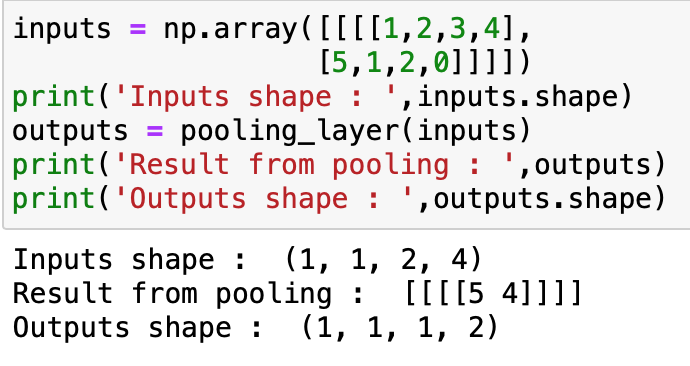 inputs = np.array([[[[1,2,3,4],
[5,1,2,0]]]])
print('Inputs shape : ',inputs.shape)
outputs = pooling_layer(inputs)
print('Result from pooling : ',outputs)
print('Outputs shape : ',outputs.shape)
Inputs shape :  (1, 1, 2, 4)
Result from pooling :  [[[[5 4]]]]
Outputs shape :  (1, 1, 1, 2)